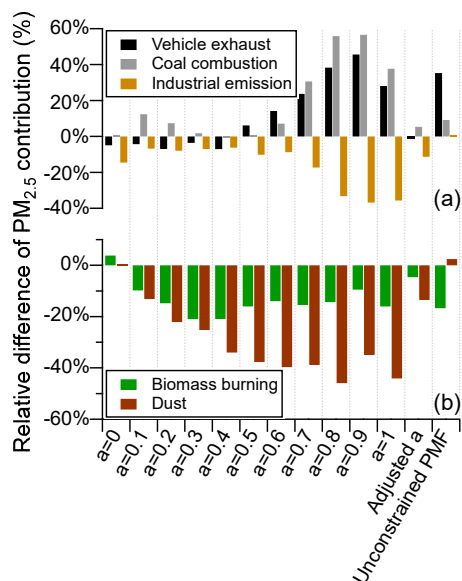 Relative difference of PM2.5 contribution (%)
60%
40%
20%
0%
-20%
-40%
Vehicle exhaust
Coal combustion
Industrial emission
(a)
0%
-20%
-40%
-60%
Biomass burning
Dust
(b)
a=0
a=0.1
a=0.2
a=0.3
a=0.4
a=0.5
a=0.6
a=0.7
a=0.8
a=0.9
a=1
Adjusted a
Unconstrained PMF